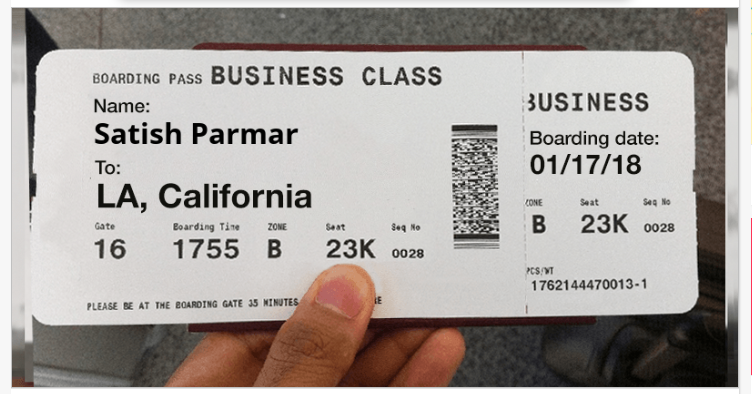 BOARDING PASS BUSINESS CLASS
Name:
Satish Parmar
To:
LA, California
Gate Boarding Time ZONE Seat Seq No
16 1755 B 23K 0028
PLEASE BE AT THE BOARDING GATE 35 MINUTES
BUSINESS
Boarding date:
01/17/18
ZONE Seat Seq No
B 23K 0028
PCS/WT
1762144470013-1